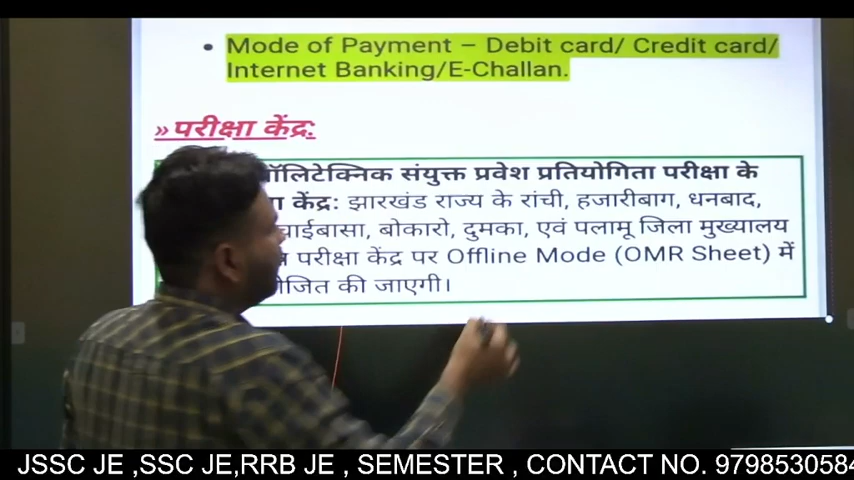 • Mode of Payment – Debit card/ Credit card/
Internet Banking/E-Challan.
»परीक्षा केंद्र:
पॉलिटेक्निक संयुक्त प्रवेश प्रतियोगिता परीक्षा के
केंद्र: झारखंड राज्य के रांची, हजारीबाग, धनबाद,
चाईबासा, बोकारो, दुमका, एवं पलामू जिला मुख्यालय
परीक्षा केंद्र पर Offline Mode (OMR Sheet) में
की जाएगी।
JSSC JE ,SSC JE,RRB JE , SEMESTER , CONTACT NO. 9798530584